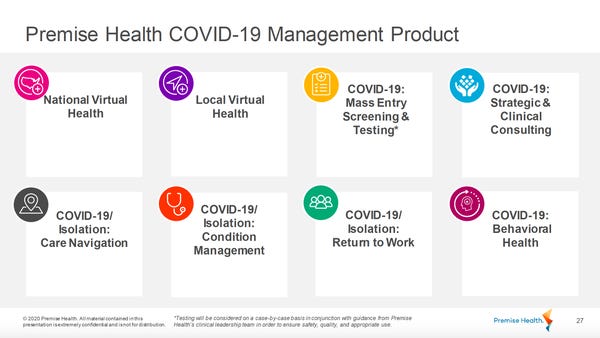 Premise Health COVID-19 Management Product
National Virtual
Health
Local Virtual
Health
COVID-19:
Mass Entry
Screening &
Testing*
COVID-19:
Strategic &
Clinical
Consulting
COVID-19/
Isolation:
Care Navigation
COVID-19/
Isolation:
Condition
Management
COVID-19/
Isolation:
Return to Work
COVID-19:
Behavioral
Health
© 2020 Premise Health. All material contained in this
presentation is extremely confidential and is not for distribution.
*Testing will be considered on a case-by-case basis in conjunction with guidance from Premise
Health's clinical leadership team in order to ensure safety, quality, and appropriate use.
Premise Health.
27